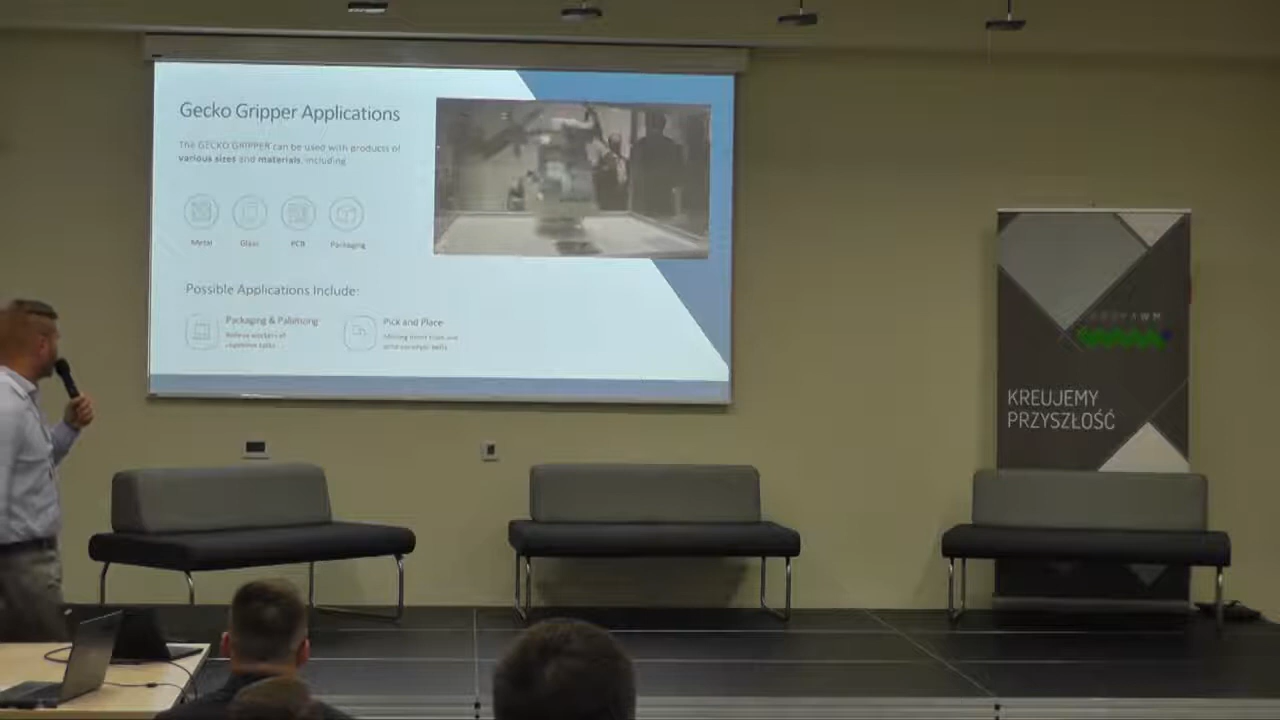 Gecko Gripper Applications
The GECKO GRIPPER can be used with products of
various sizes and materials, including
Metal
Glass
PCB
Packaging
Possible Applications Include:
Packaging & Palletizing
Pick and Place
KREUJEMY
PRZYSZŁOŚĆ